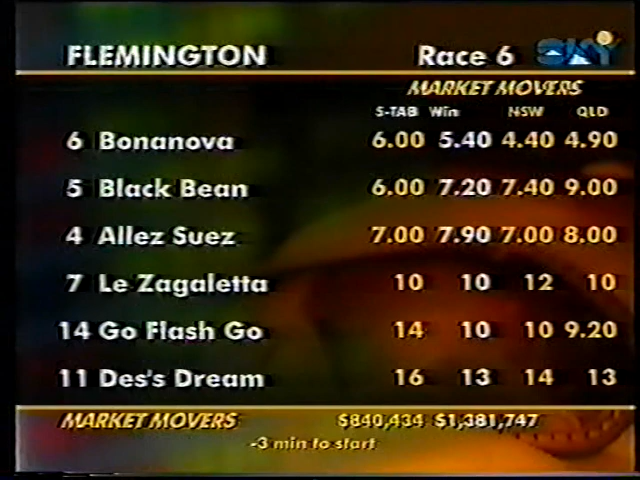 FLEMINGTON Race 6 SKY
MARKET MOVERS
S-TAB Win NSW QLD
6 Bonanova 6.00 5.40 4.40 4.90
5 Black Bean 6.00 7.20 7.40 9.00
4 Allez Suez 7.00 7.90 7.00 8.00
7 Le Zagaletta 10 10 12 10
14 Go Flash Go 14 10 10 9.20
11 Des's Dream 16 13 14 13
MARKET MOVERS $840,434 $1,381,747
-3 min to start